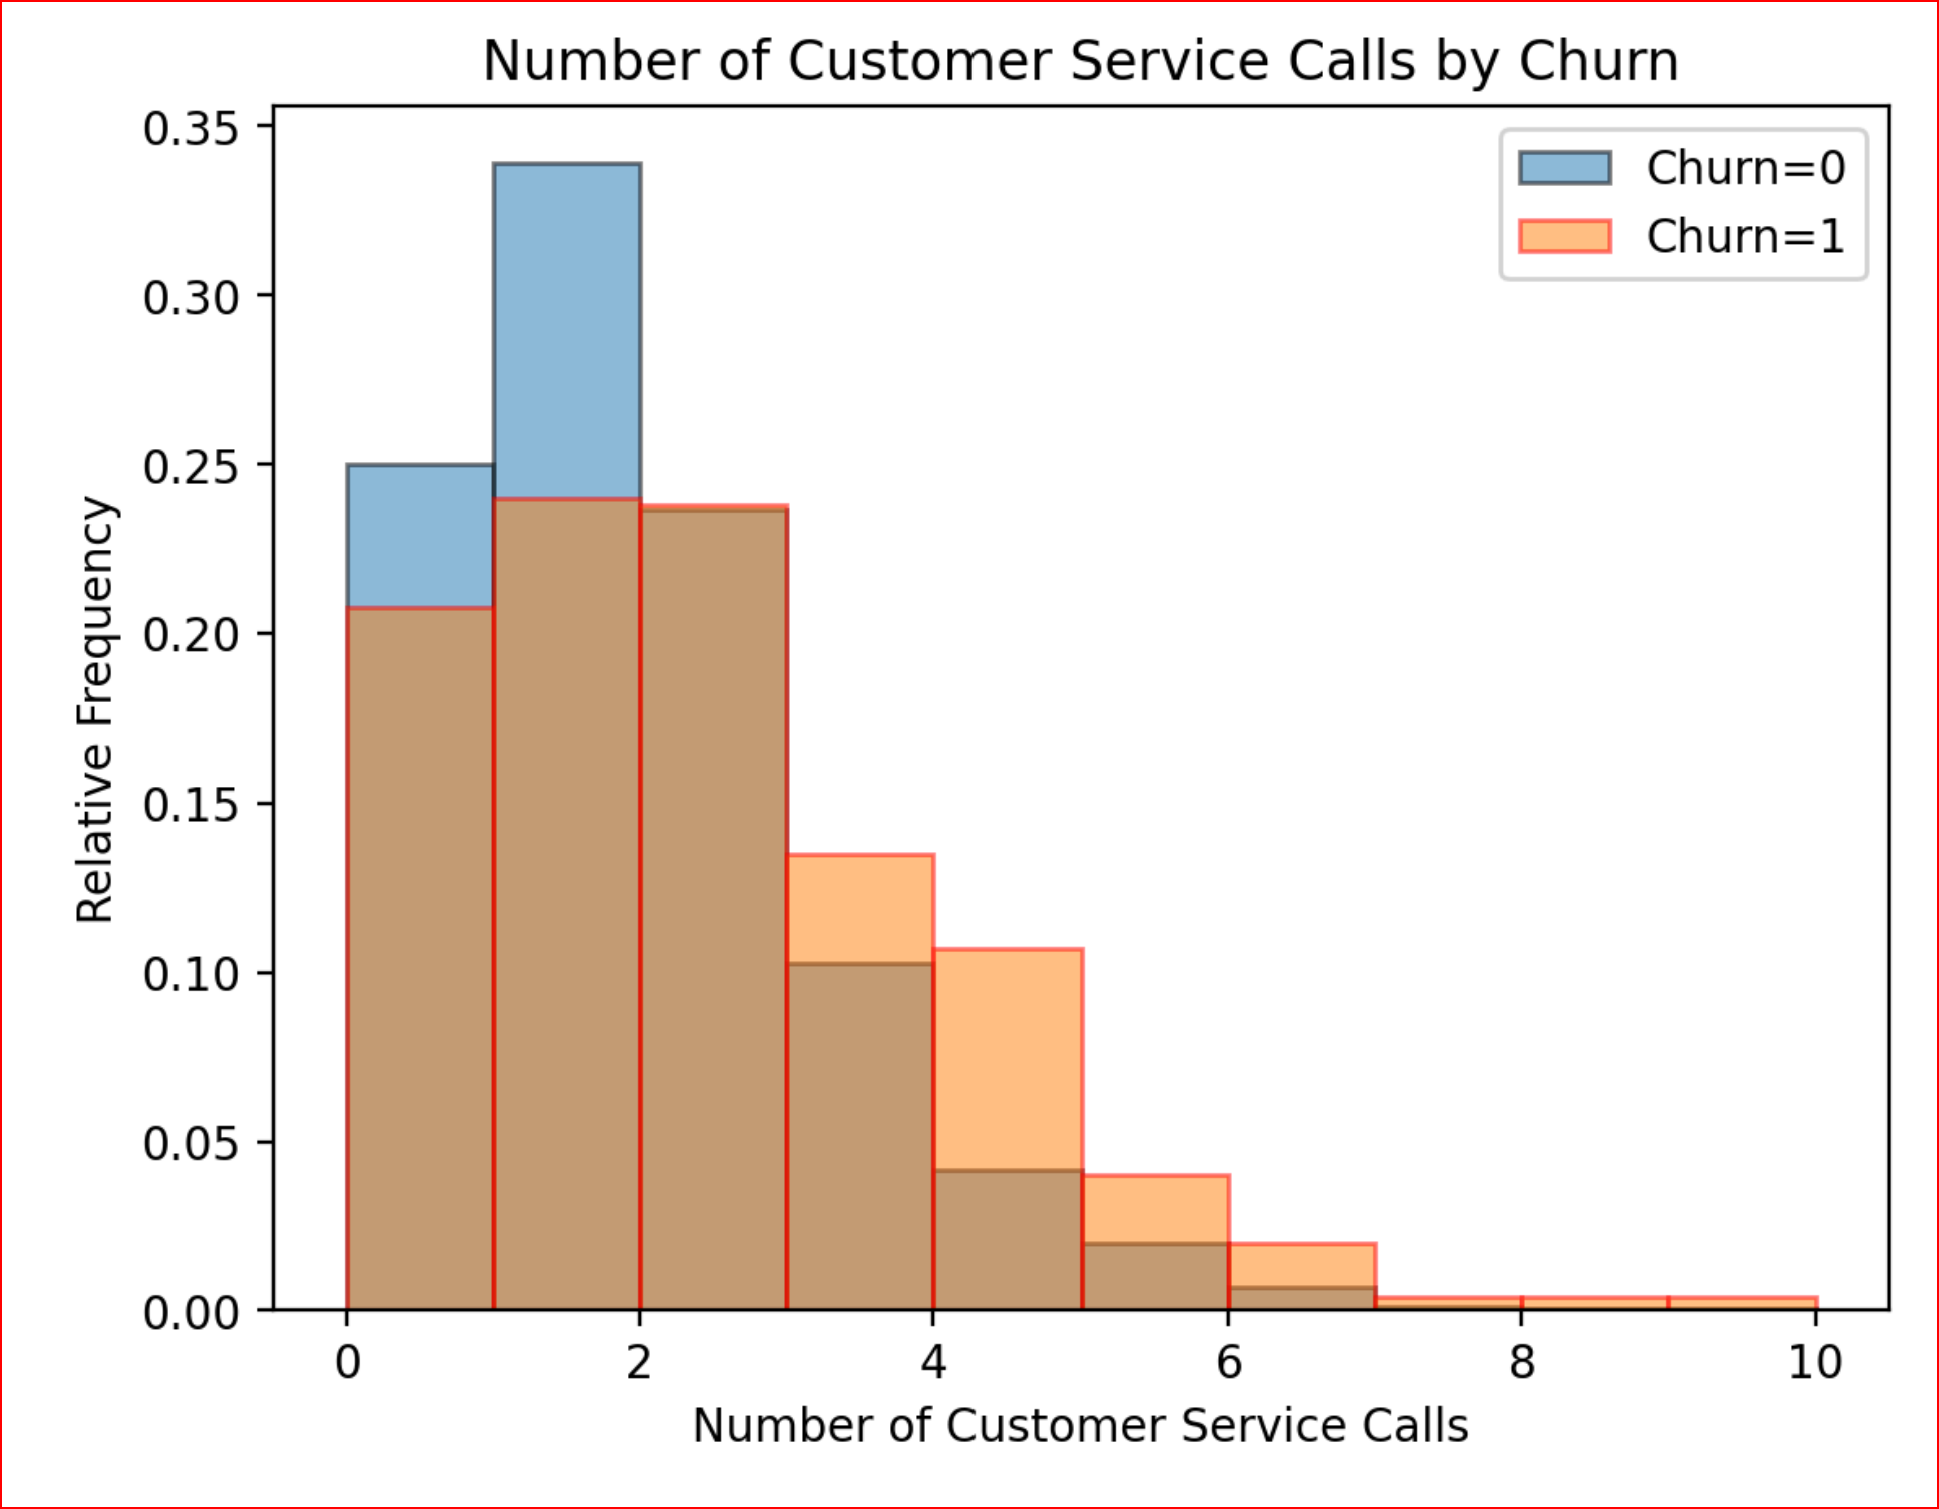 Number of Customer Service Calls by Churn
Churn=0
Churn=1
0.35
0.30
0.25
0.20
0.15
0.10
0.05
0.00
Relative Frequency
0 2 4 6 8 10
Number of Customer Service Calls